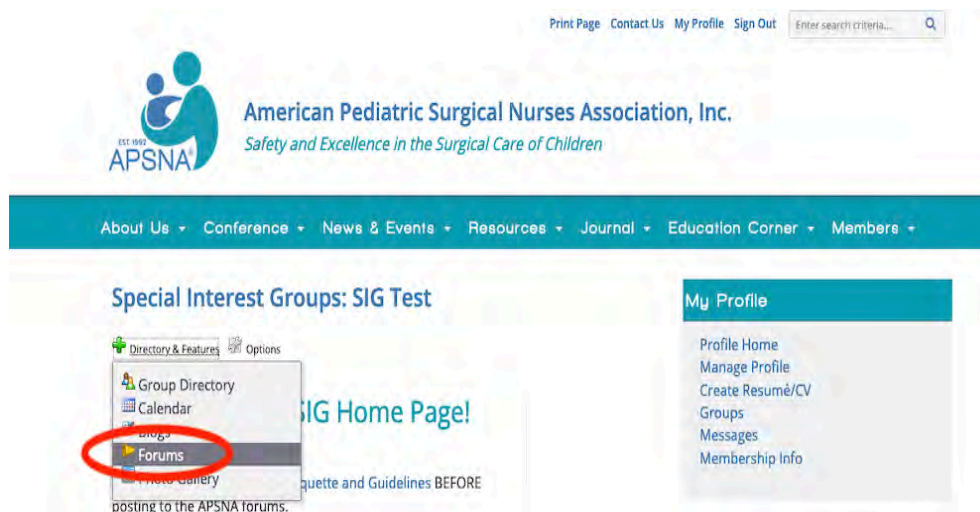 Print Page Contact Us My Profile Sign Out Enter search criteria...
EST 1992
APSNA
American Pediatric Surgical Nurses Association, Inc.
Safety and Excellence in the Surgical Care of Children
About Us Conference News & Events Resources Journal Education Corner Members
Special Interest Groups: SIG Test
Directory & Features Options
Group Directory
Calendar
SIG Home Page!
Blogs
Forums
Photo Gallery
quette and Guidelines BEFORE
posting to the APSNA forums.
My Profile
Profile Home
Manage Profile
Create Resumé/CV
Groups
Messages
Membership Info